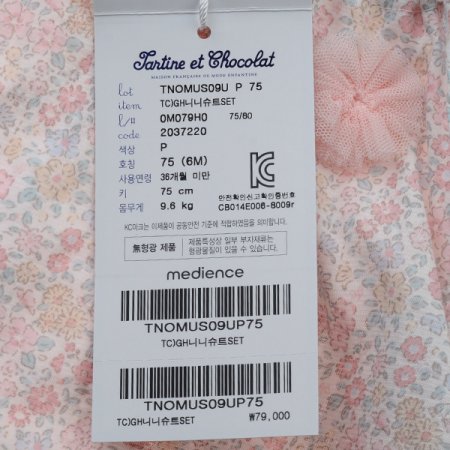 Tartine et Chocolat
MAISON FRANÇAISE DE MODE ENFANTINE
lot TNOMUS09U P 75
item TC)GH니니슈트SET
l/# 0M079H0 75/80
code 2037220
색상 P
호칭 75 (6M)
사용연령 36개월 미만
키 75 cm
몸무게 9.6 kg
안전확인신고확인증번호
CB014E006-8009r
KC마크는 이제품이 공통안전 기준에 적합하였음을 의미합니다.
無형광 제품
제품특성상 일부 부자재류는
형광물질이 있을 수 있습니다.
medience
TNOMUS09UP75
TC)GH니니슈트SET
TNOMUS09UP75
TC)GH니니슈트SET ₩79,000